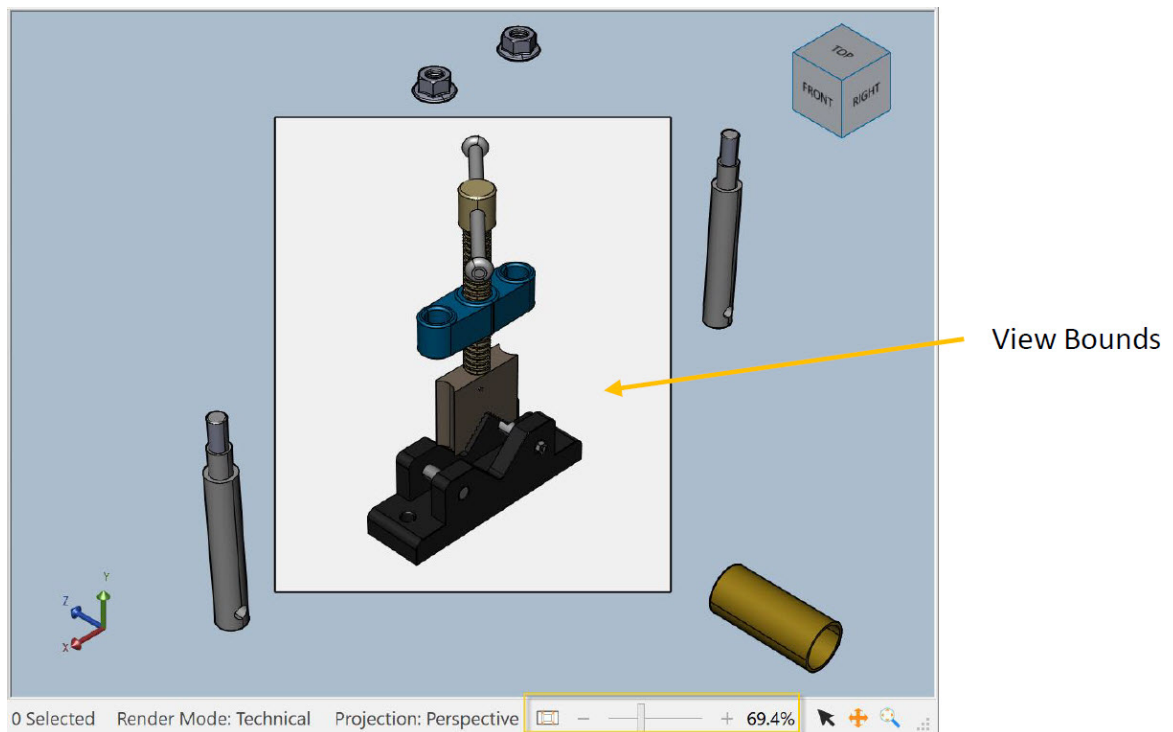 TOP
FRONT
RIGHT
View Bounds
Y
Z
X
0 Selected Render Mode: Technical Projection: Perspective 69.4%